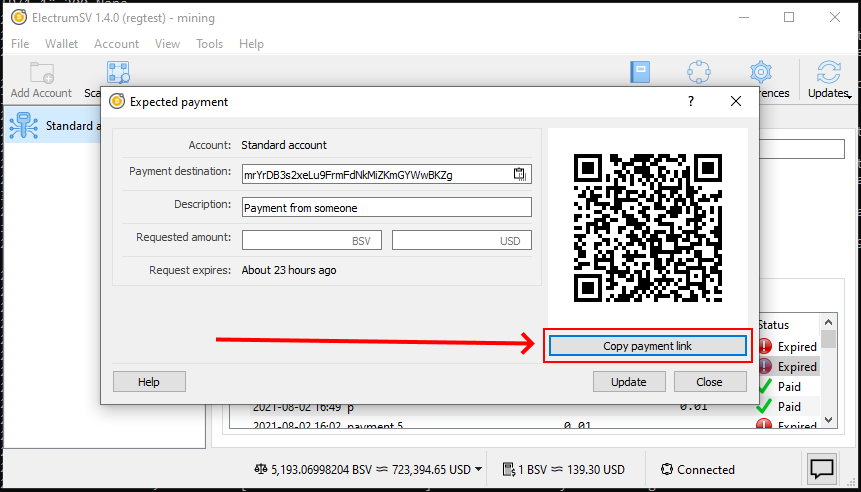 ElectrumSV 1.4.0 (regtest) - mining
File Wallet Account View Tools Help
Add Account
Updates
Standard a
Expected payment
?
Account: Standard account
Payment destination: mrYrDB3s2xeLu9FrmFdNkMiZKmGYWwBKZg
Description: Payment from someone
Requested amount: BSV USD
Request expires: About 23 hours ago
Copy payment link
Help Update Close
Status
Expired
Expired
Paid
2021-08-02 16:49 p 0.01 Paid
2021-08-02 16:02 payment 5 0.01 Expired
5,193.06998204 BSV ≈ 723,394.65 USD
1 BSV ≈ 139.30 USD
Connected